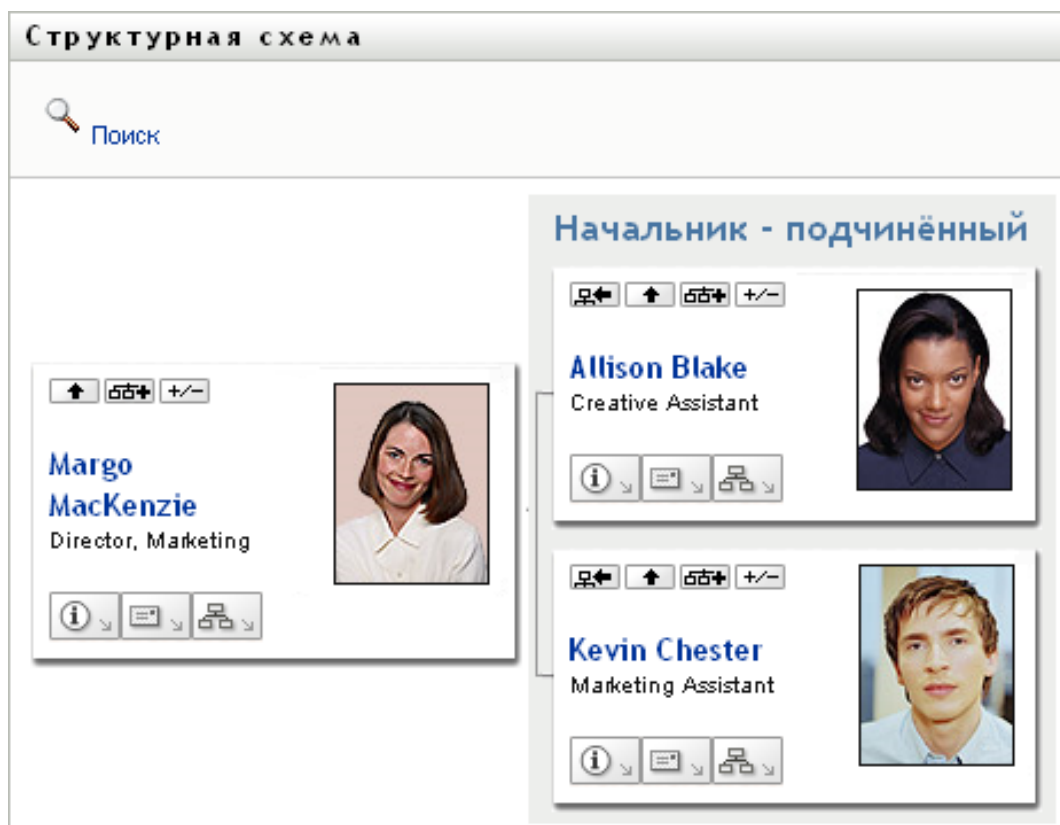 Структурная схема
Поиск
Начальник - подчинённый
+/-
Allison Blake
Creative Assistant
+/-
Margo
MacKenzie
Director, Marketing
+/-
Kevin Chester
Marketing Assistant